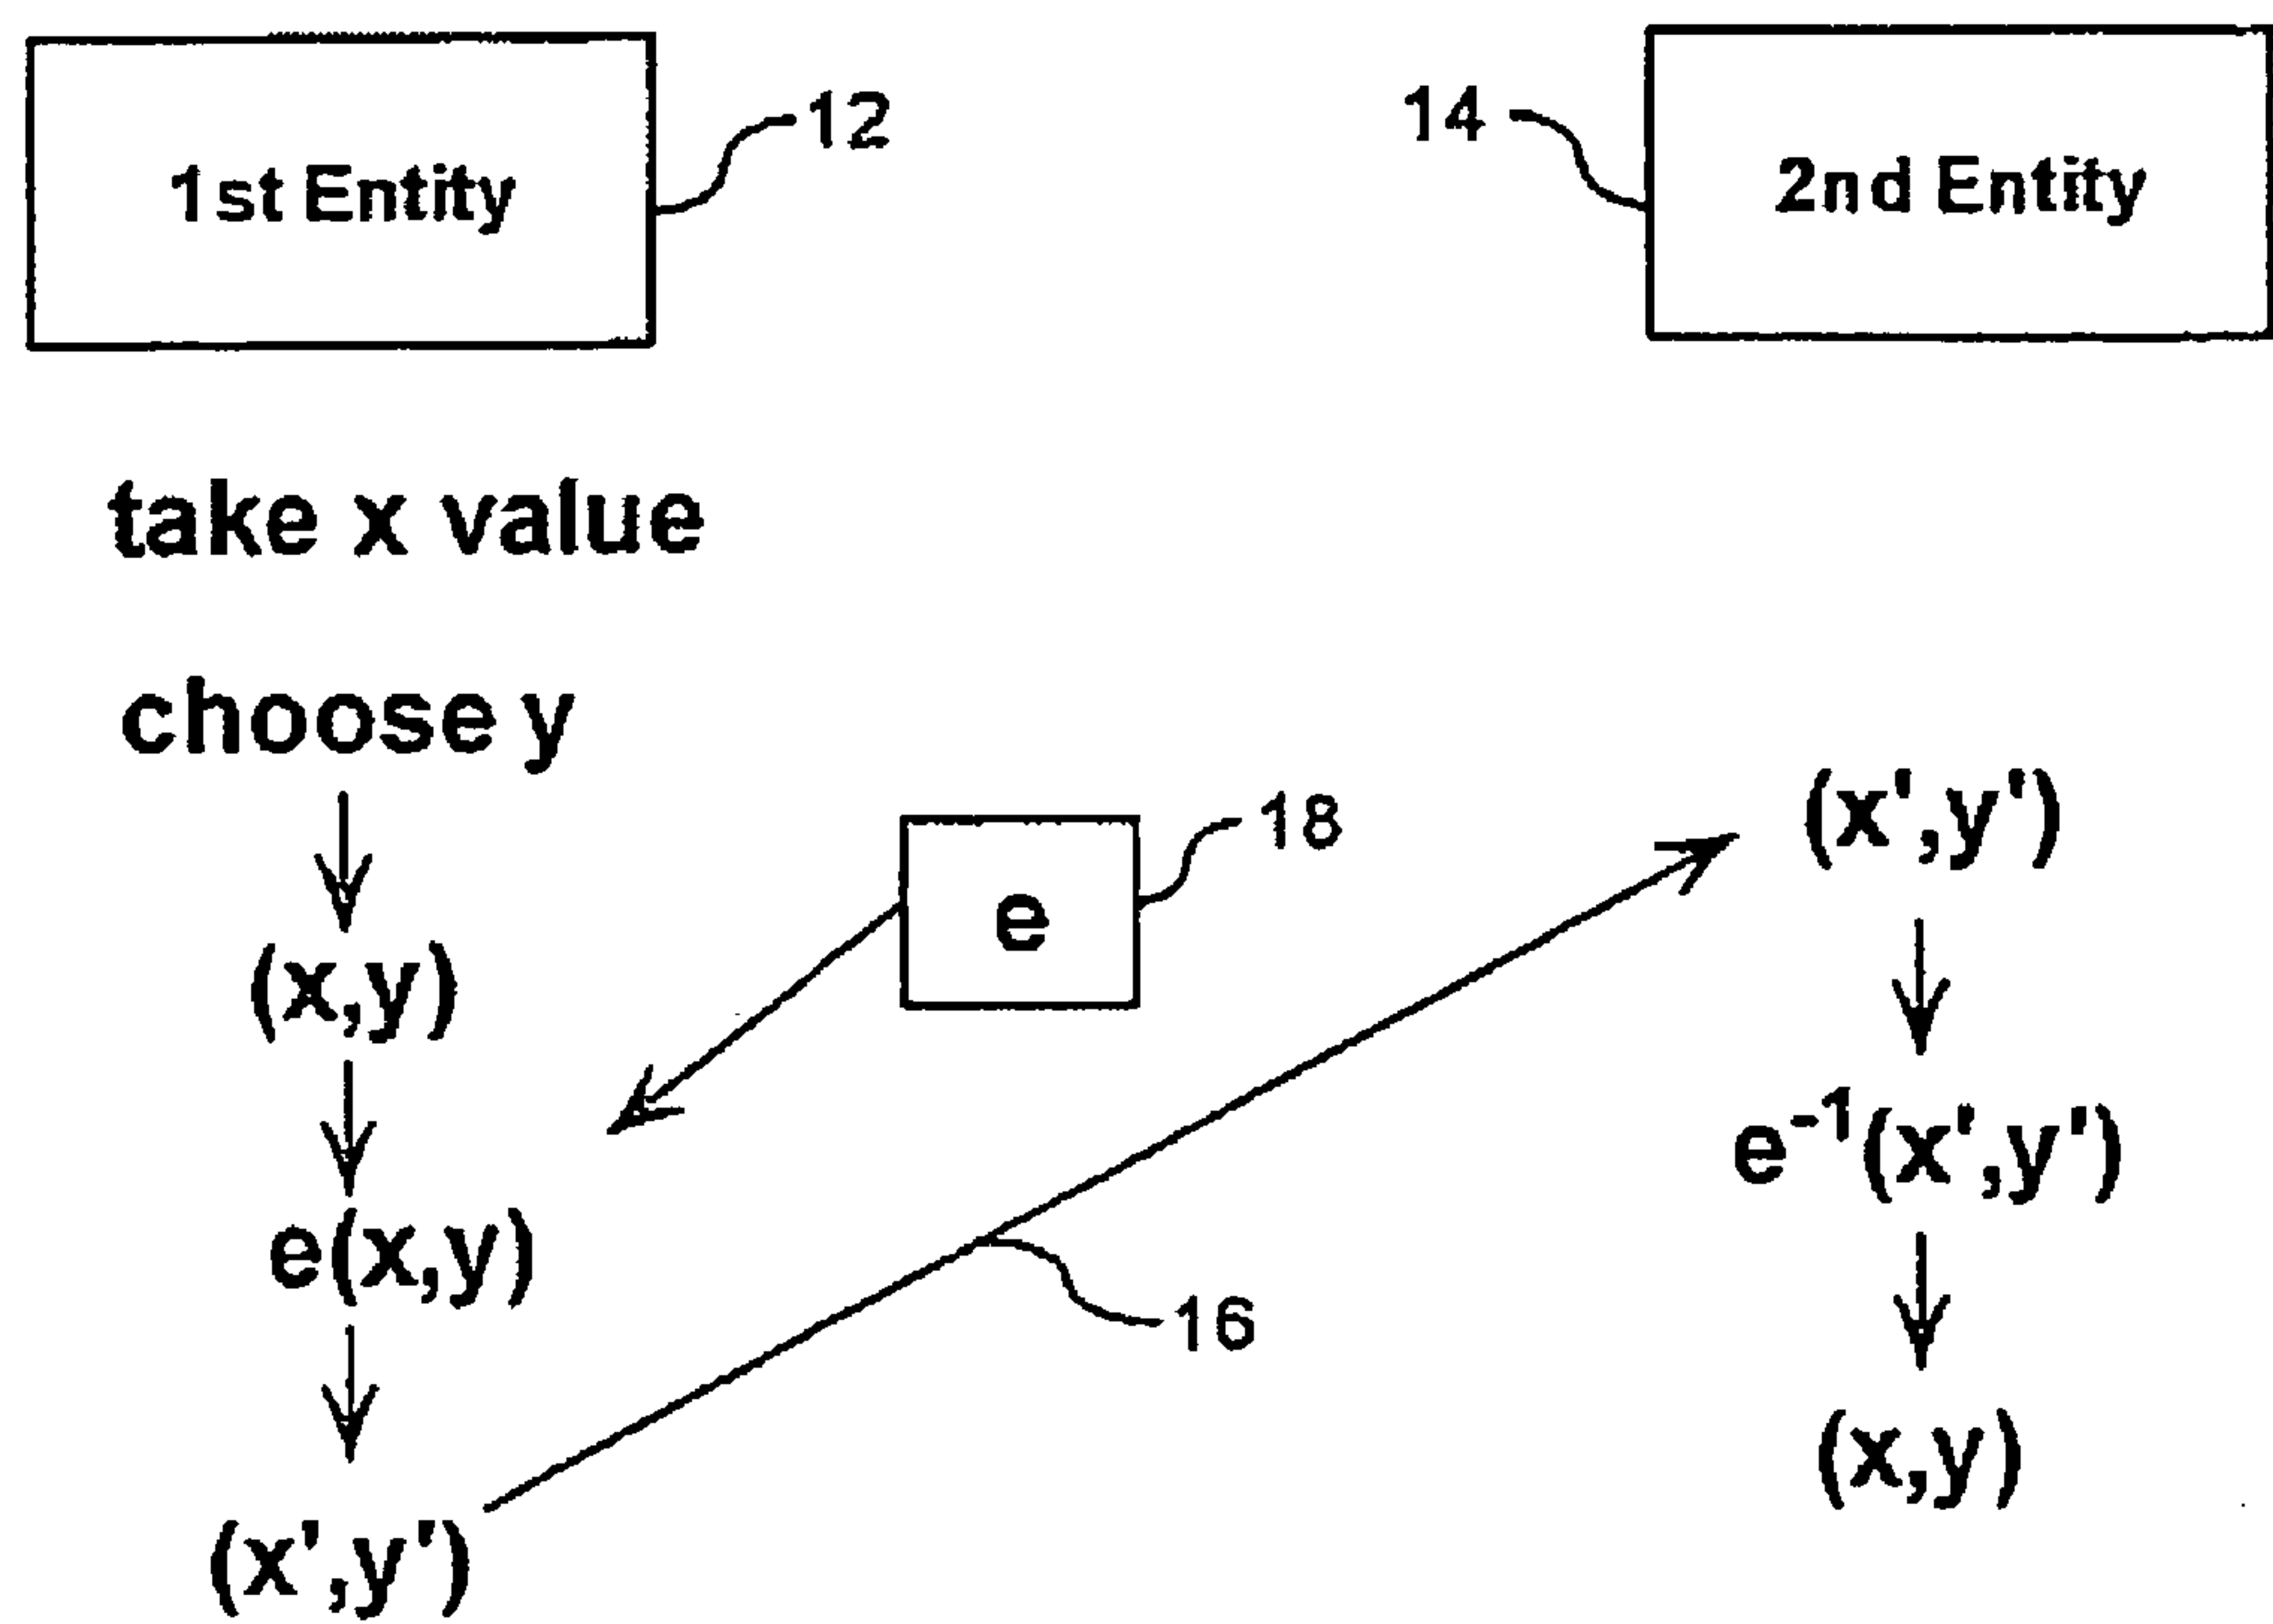 1st Entity
12
14
2nd Entity
take x value
choose y
(x,y)
e(x,y)
(x',y')
e
18
16
(x',y')
e⁻¹(x',y')
(x,y)